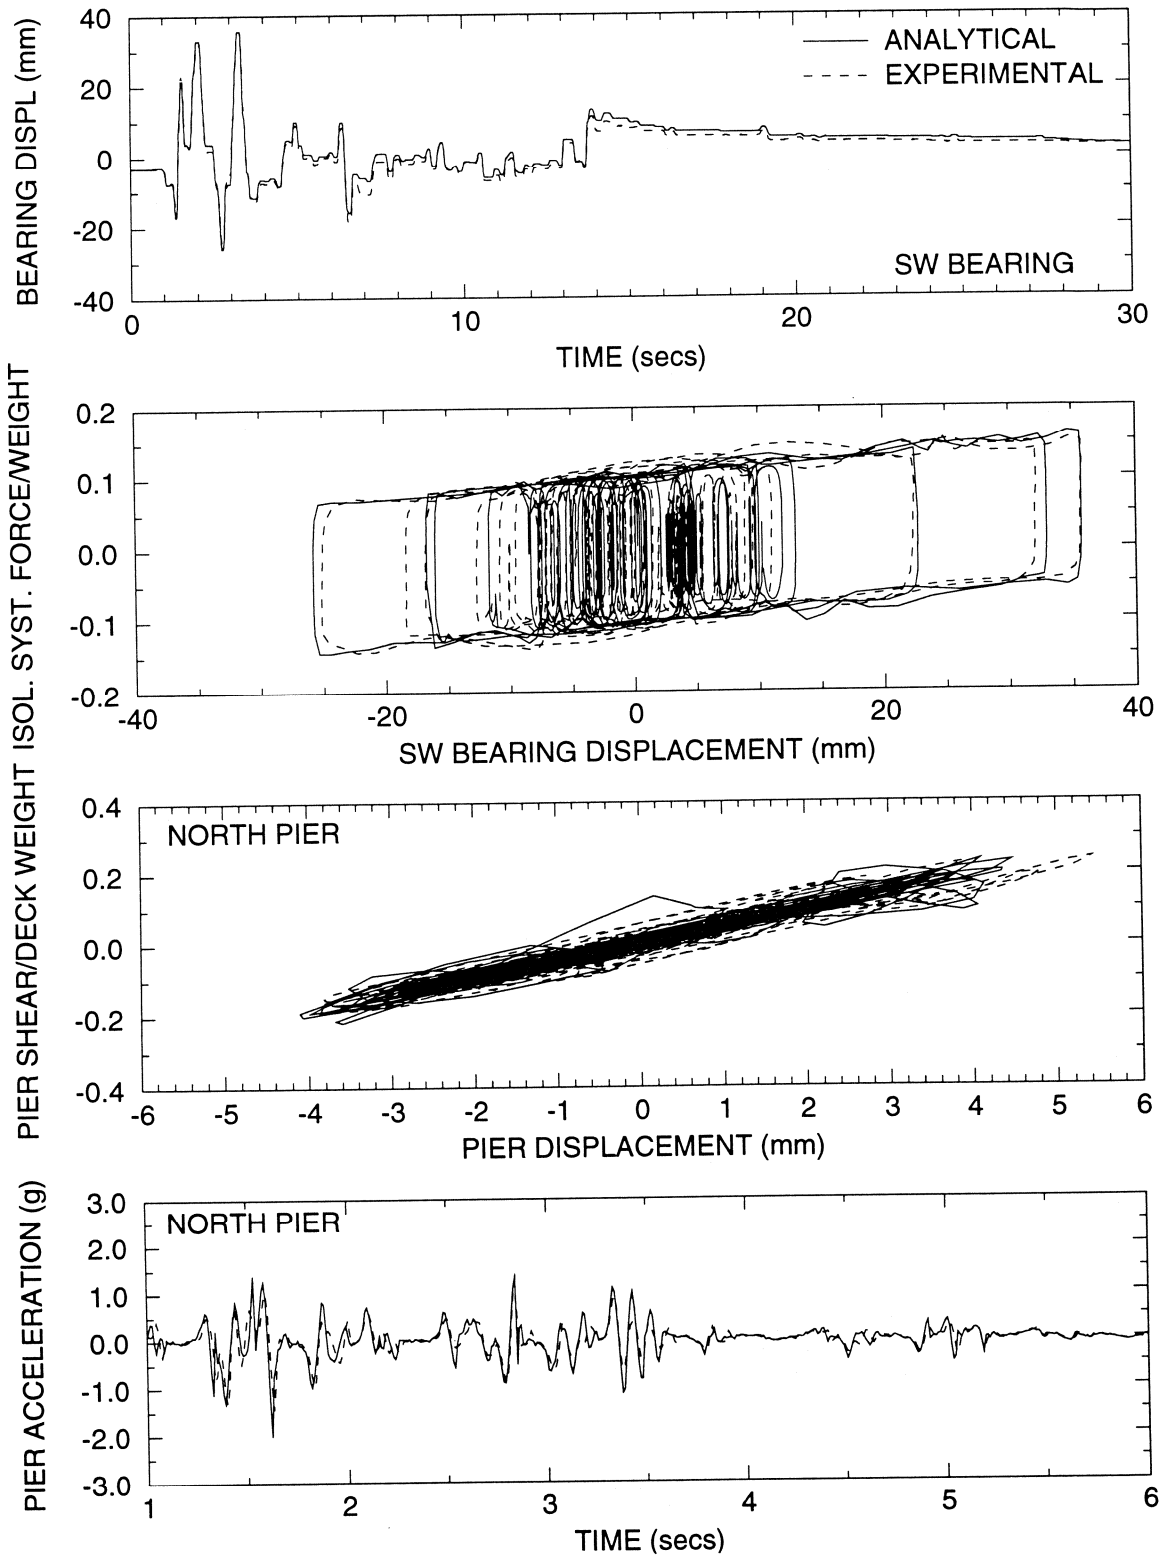 BEARING DISPL (mm)
40
20
0
-20
-40
ANALYTICAL
EXPERIMENTAL
SW BEARING
0 10 20 30
TIME (secs)
ISOL. SYST. FORCE/WEIGHT
0.2
0.1
0.0
-0.1
-0.2
-40 -20 0 20 40
SW BEARING DISPLACEMENT (mm)
PIER SHEAR/DECK WEIGHT
0.4
0.2
0.0
-0.2
-0.4
NORTH PIER
-6 -5 -4 -3 -2 -1 0 1 2 3 4 5 6
PIER DISPLACEMENT (mm)
PIER ACCELERATION (g)
3.0
2.0
1.0
0.0
-1.0
-2.0
-3.0
NORTH PIER
1 2 3 4 5 6
TIME (secs)